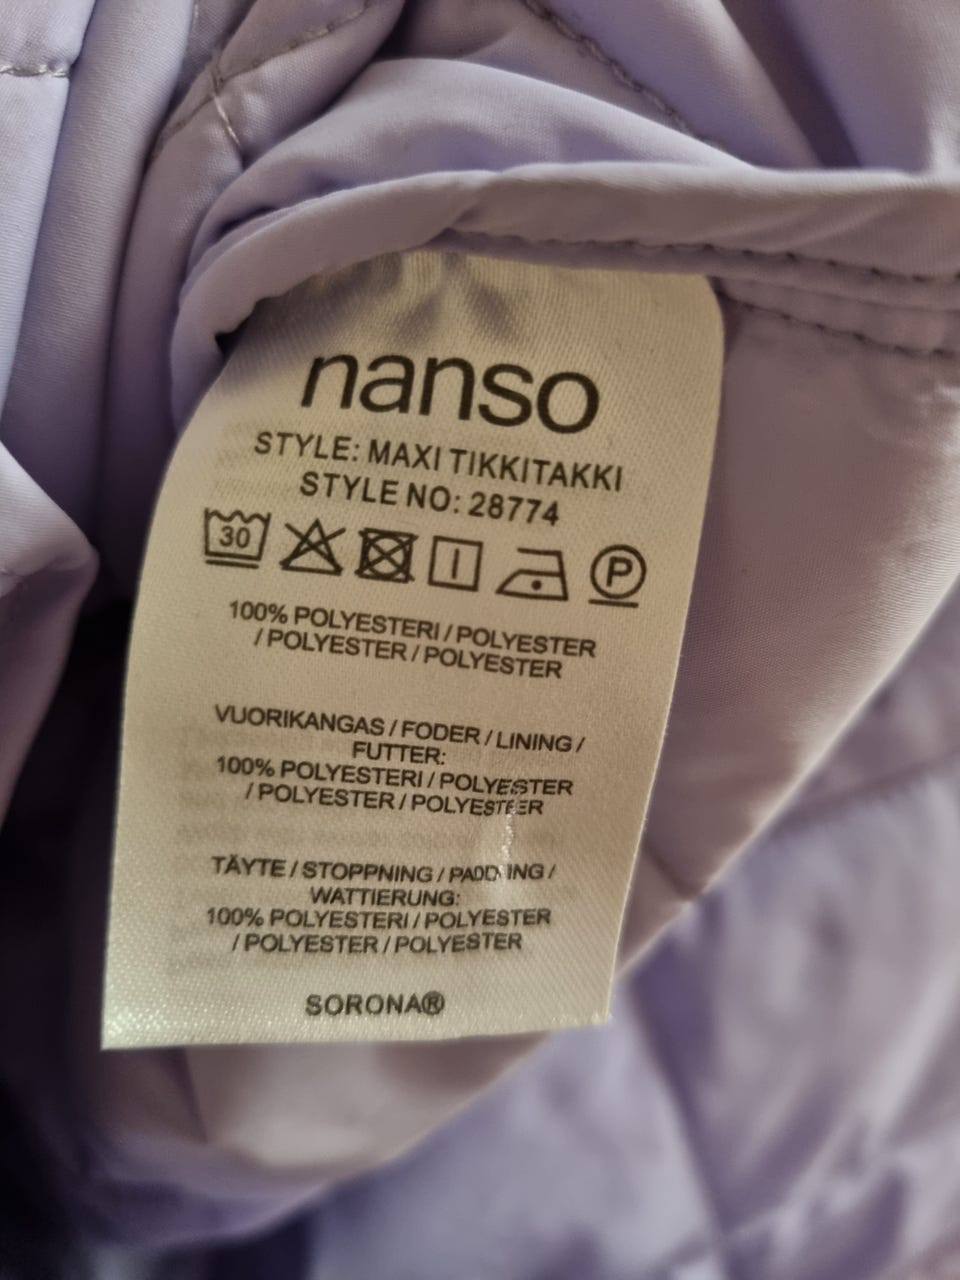 nanso
STYLE: MAXI TIKKITAKKI
STYLE NO: 28774
30 P
100% POLYESTERI / POLYESTER
/ POLYESTER / POLYESTER
VUORIKANGAS / FODER / LINING /
FUTTER:
100% POLYESTERI / POLYESTER
/ POLYESTER / POLYESTER
TÄYTE / STOPPNING / PADDING /
WATTIERUNG:
100% POLYESTERI / POLYESTER
/ POLYESTER / POLYESTER
SORONA®